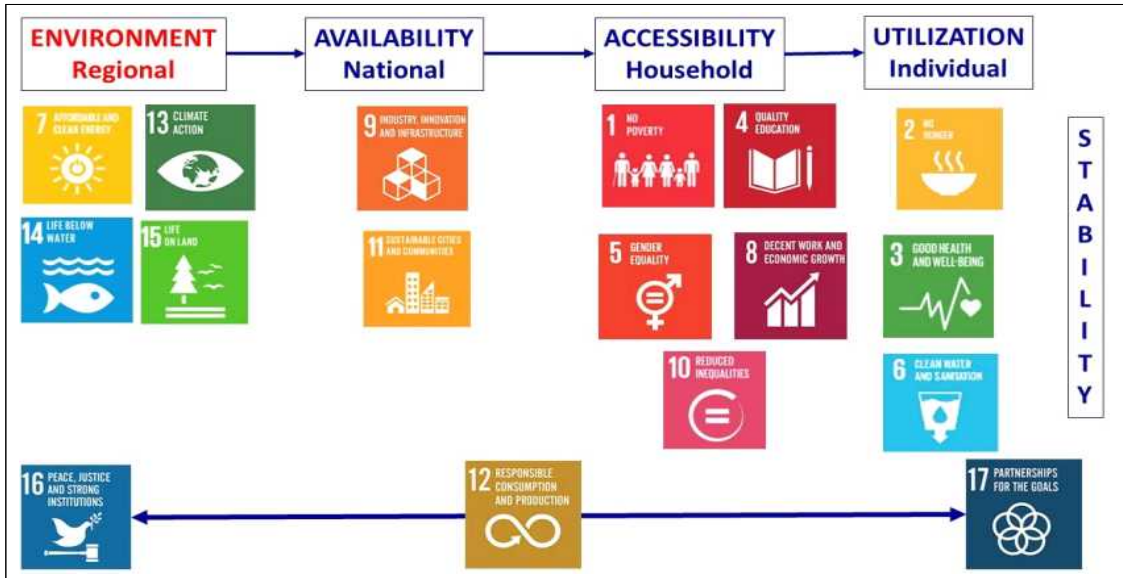 ENVIRONMENT
Regional
AVAILABILITY
National
ACCESSIBILITY
Household
UTILIZATION
Individual
7 AFFORDABLE AND
CLEAN ENERGY
13 CLIMATE
ACTION
9 INDUSTRY, INNOVATION
AND INFRASTRUCTURE
1 NO
POVERTY
4 QUALITY
EDUCATION
2 NO
HUNGER
14 LIFE BELOW
WATER
15 LIFE
ON LAND
11 SUSTAINABLE CITIES
AND COMMUNITIES
5 GENDER
EQUALITY
8 DECENT WORK AND
ECONOMIC GROWTH
3 GOOD HEALTH
AND WELL-BEING
10 REDUCED
INEQUALITIES
6 CLEAN WATER
AND SANITATION
STABILITY
16 PEACE, JUSTICE
AND STRONG
INSTITUTIONS
12 RESPONSIBLE
CONSUMPTION
AND PRODUCTION
17 PARTNERSHIPS
FOR THE GOALS